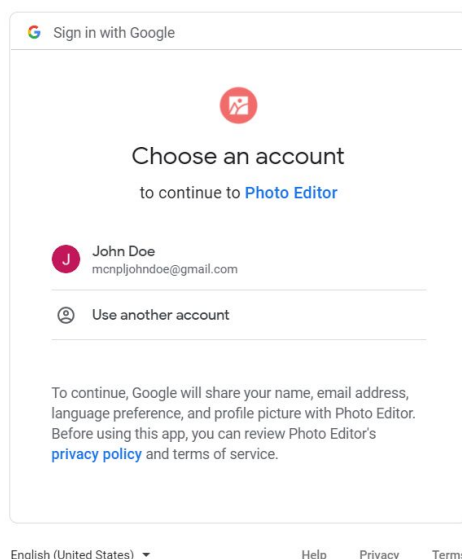 Sign in with Google
Choose an account
to continue to Photo Editor
J
John Doe
mcnpljohndoe@gmail.com
Use another account
To continue, Google will share your name, email address,
language preference, and profile picture with Photo Editor.
Before using this app, you can review Photo Editor's
privacy policy and terms of service.
English (United States) Help Privacy Terms